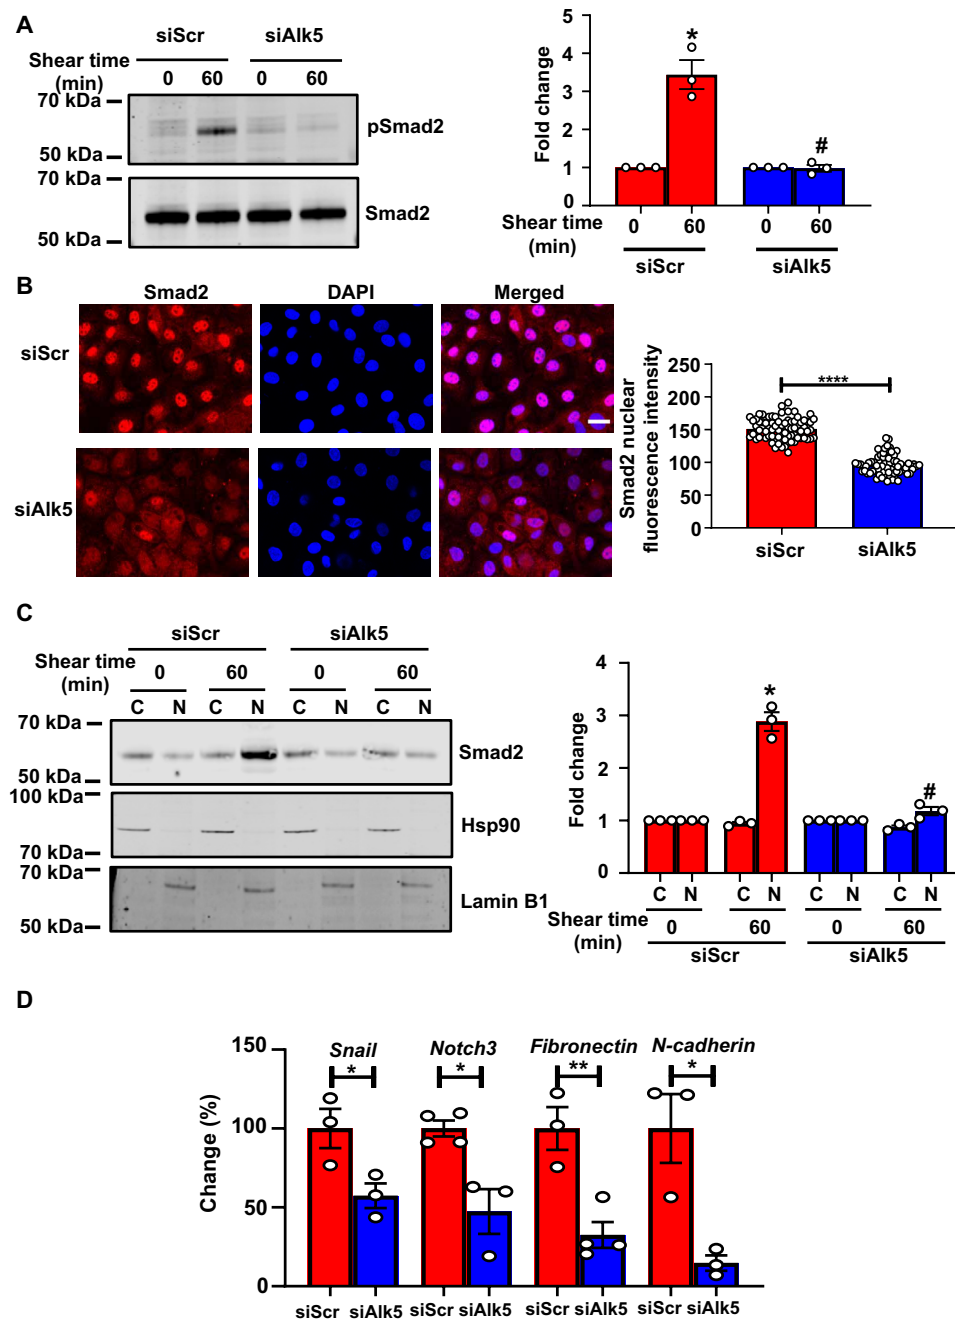 A
siScr siAlk5
Shear time (min) 0 60 0 60
70 kDa
pSmad2
50 kDa
70 kDa
Smad2
50 kDa
Fold change
5
4
3
2
1
0
*
#
Shear time (min) 0 60 0 60
siScr siAlk5
B
Smad2 DAPI Merged
siScr
siAlk5
Smad2 nuclear
fluorescence intensity
250
200
150
100
50
0
****
siScr siAlk5
C
siScr siAlk5
Shear time (min) 0 60 0 60
C N C N C N C N
70 kDa
Smad2
50 kDa
100 kDa
Hsp90
70 kDa
70 kDa
Lamin B1
50 kDa
Fold change
4
3
2
1
0
*
#
C N C N C N C N
Shear time (min) 0 60 0 60
siScr siAlk5
D
Change (%)
150
100
50
0
Snail Notch3 Fibronectin N-cadherin
* * ** *
siScr siAlk5 siScr siAlk5 siScr siAlk5 siScr siAlk5